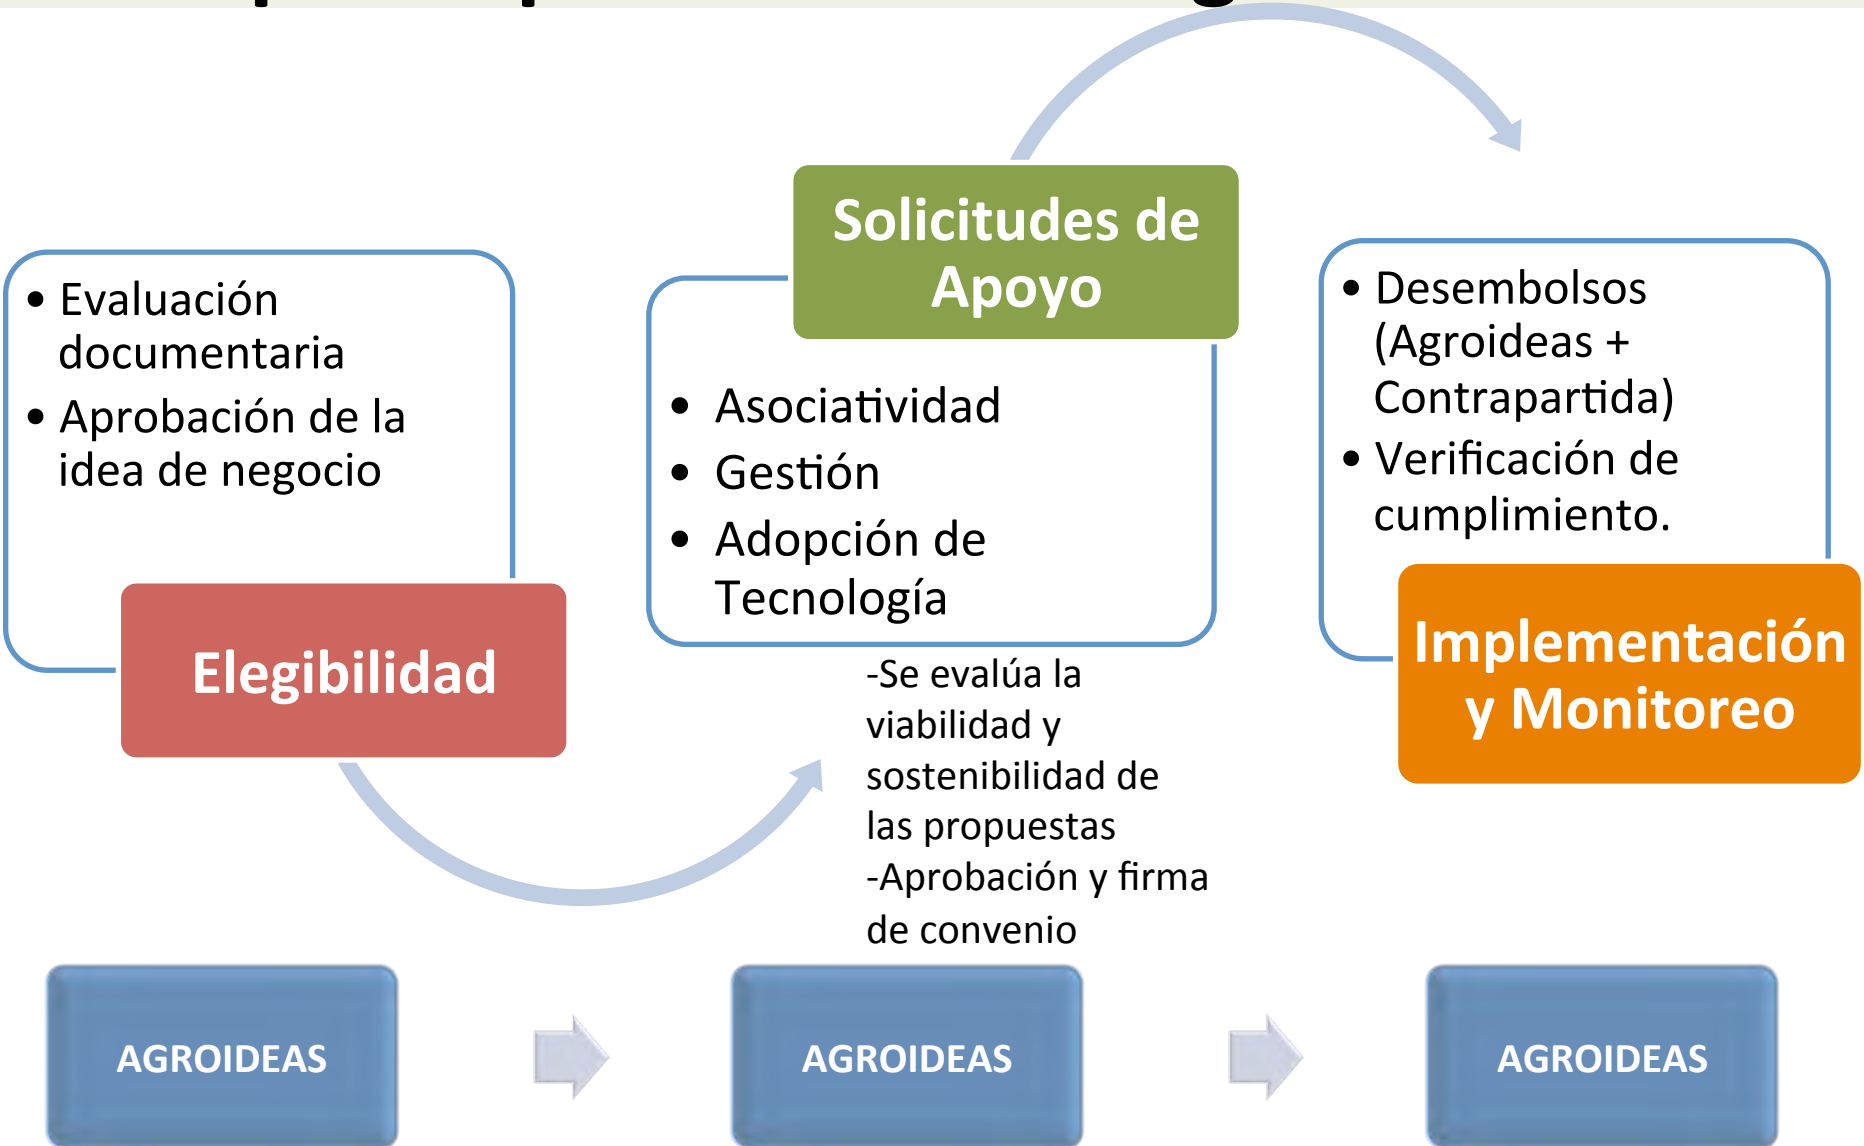 • Evaluación
documentaria
• Aprobación de la
idea de negocio
Elegibilidad
Solicitudes de
Apoyo
• Asociatividad
• Gestión
• Adopción de
Tecnología
-Se evalúa la
viabilidad y
sostenibilidad de
las propuestas
-Aprobación y firma
de convenio
• Desembolsos
(Agroideas +
Contrapartida)
• Verificación de
cumplimiento.
Implementación
y Monitoreo
AGROIDEAS
AGROIDEAS
AGROIDEAS